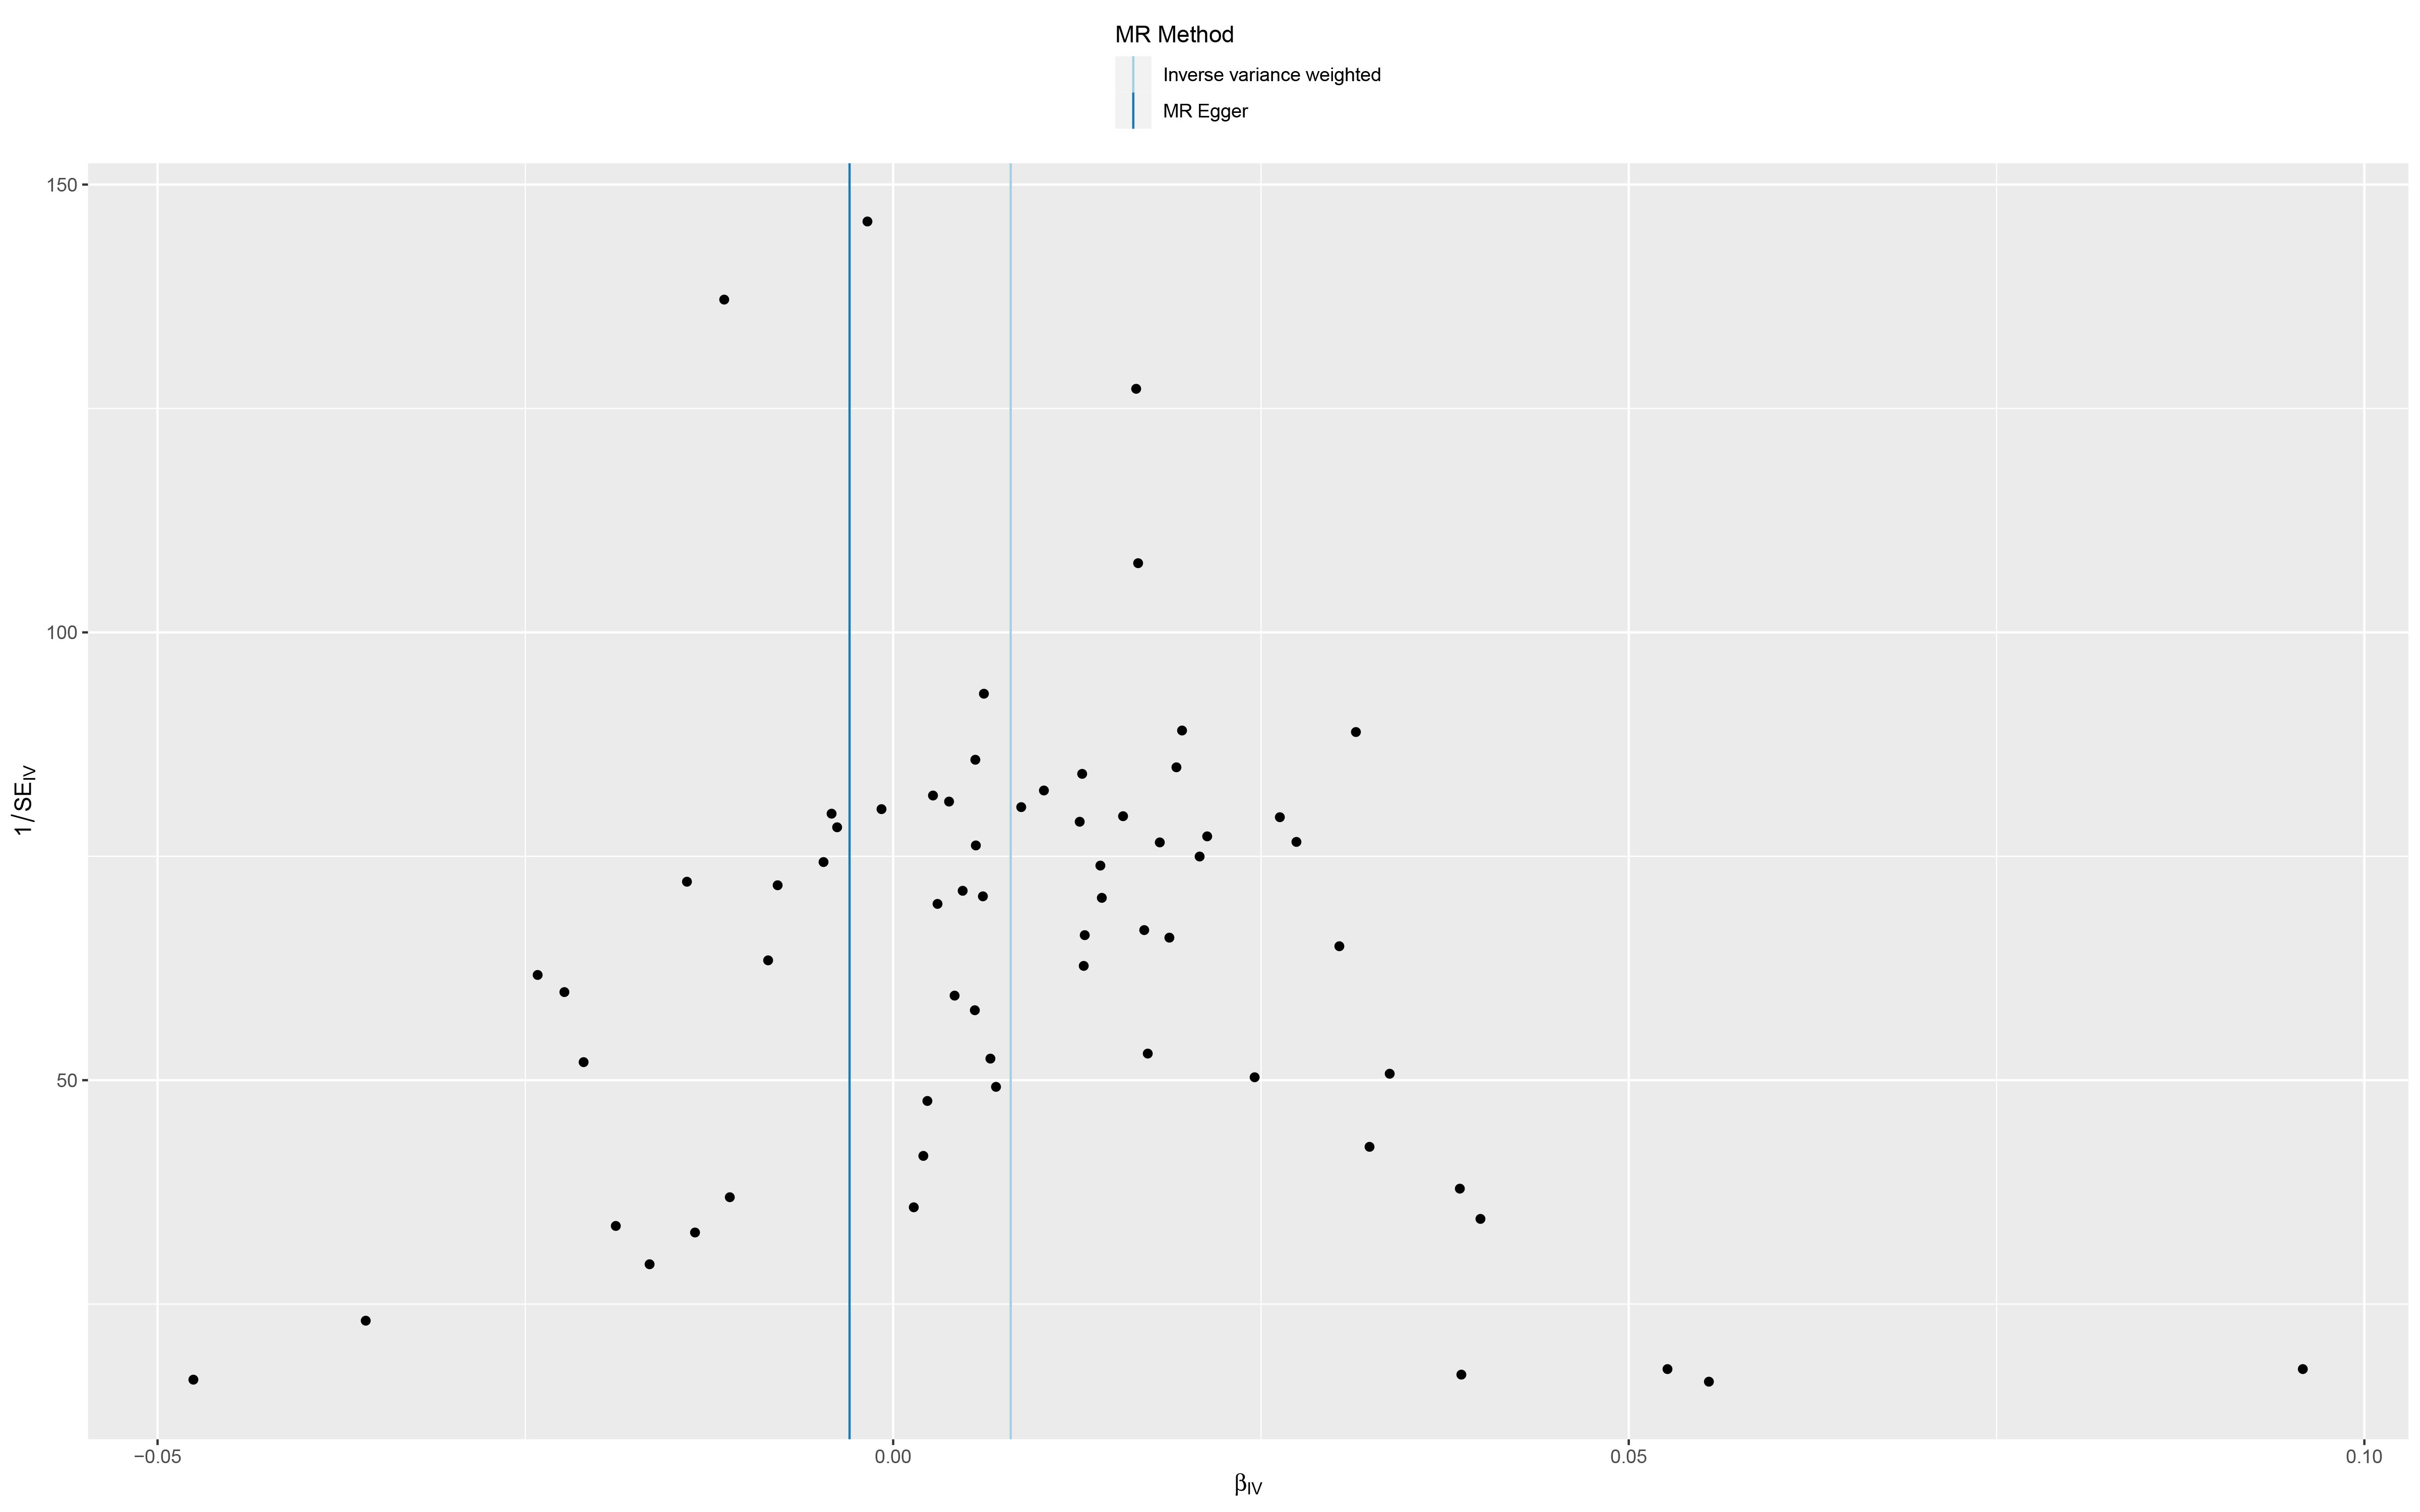 MR Method
Inverse variance weighted
MR Egger
150
100
50
1/SE_IV
−0.05
0.00
0.05
0.10
β_IV